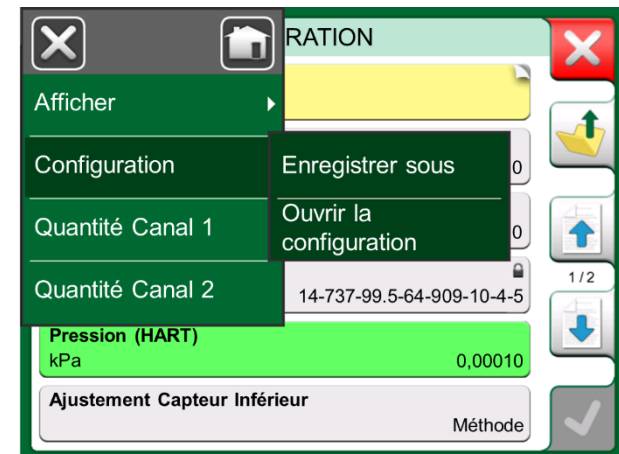 RATION
Afficher
Configuration
Enregistrer sous
0
Ouvrir la
configuration
0
Quantité Canal 1
Quantité Canal 2
14-737-99.5-64-909-10-4-5
1/2
Pression (HART)
kPa 0,00010
Ajustement Capteur Inférieur
Méthode